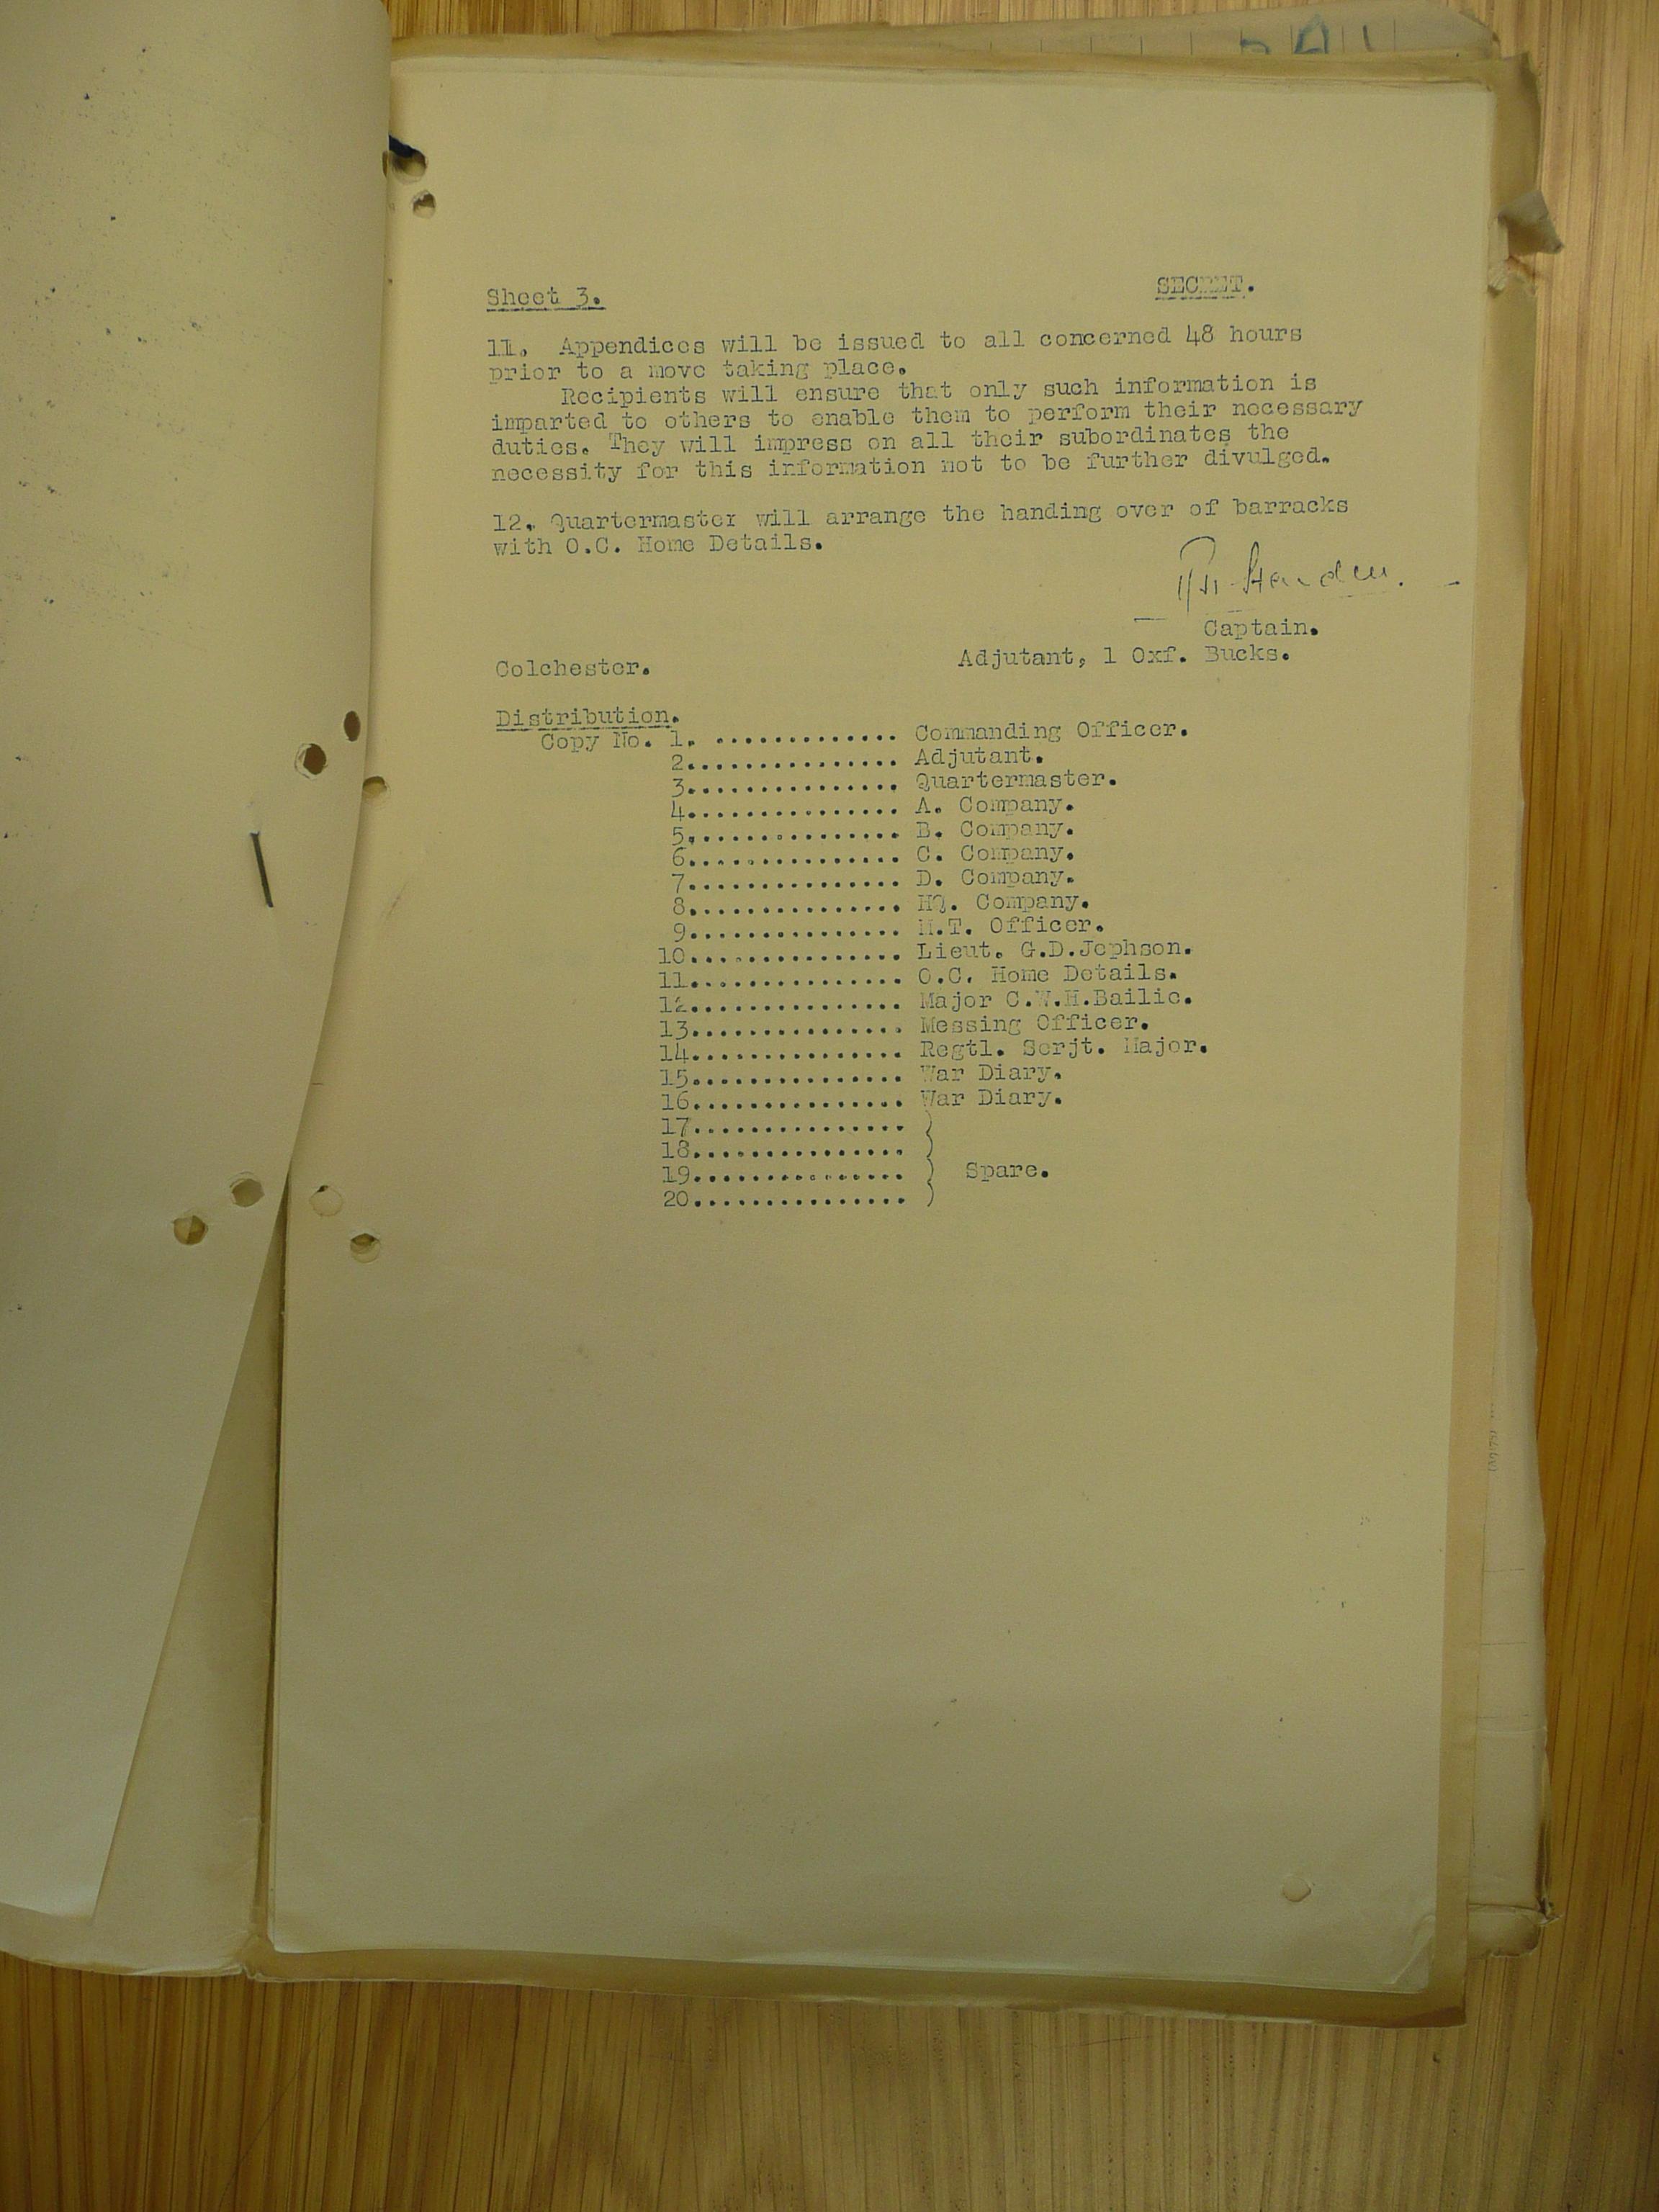 Sheet 3.
SECRET.
11. Appendices will be issued to all concerned 48 hours
prior to a move taking place.
Recipients will ensure that only such information is
imparted to others to enable them to perform their necessary
duties. They will impress on all their subordinates the
necessity for this information not to be further divulged.
12. Quartermaster will arrange the handing over of barracks
with O.C. Home Details.
Captain.
Adjutant, 1 Oxf. Bucks.
Colchester.
Distribution.
Copy No. 1. ............. Commanding Officer.
2............... Adjutant.
3............... Quartermaster.
4............... A. Company.
5............... B. Company.
6............... C. Company.
7............... D. Company.
8............... HQ. Company.
9............... M.T. Officer.
10............... Lieut. G.D.Jephson.
11............... O.C. Home Details.
12............... Major C.W.H.Bailie.
13............... Messing Officer.
14............... Regtl. Serjt. Major.
15............... War Diary.
16............... War Diary.
17............... }
18............... }
19............... } Spare.
20............... )